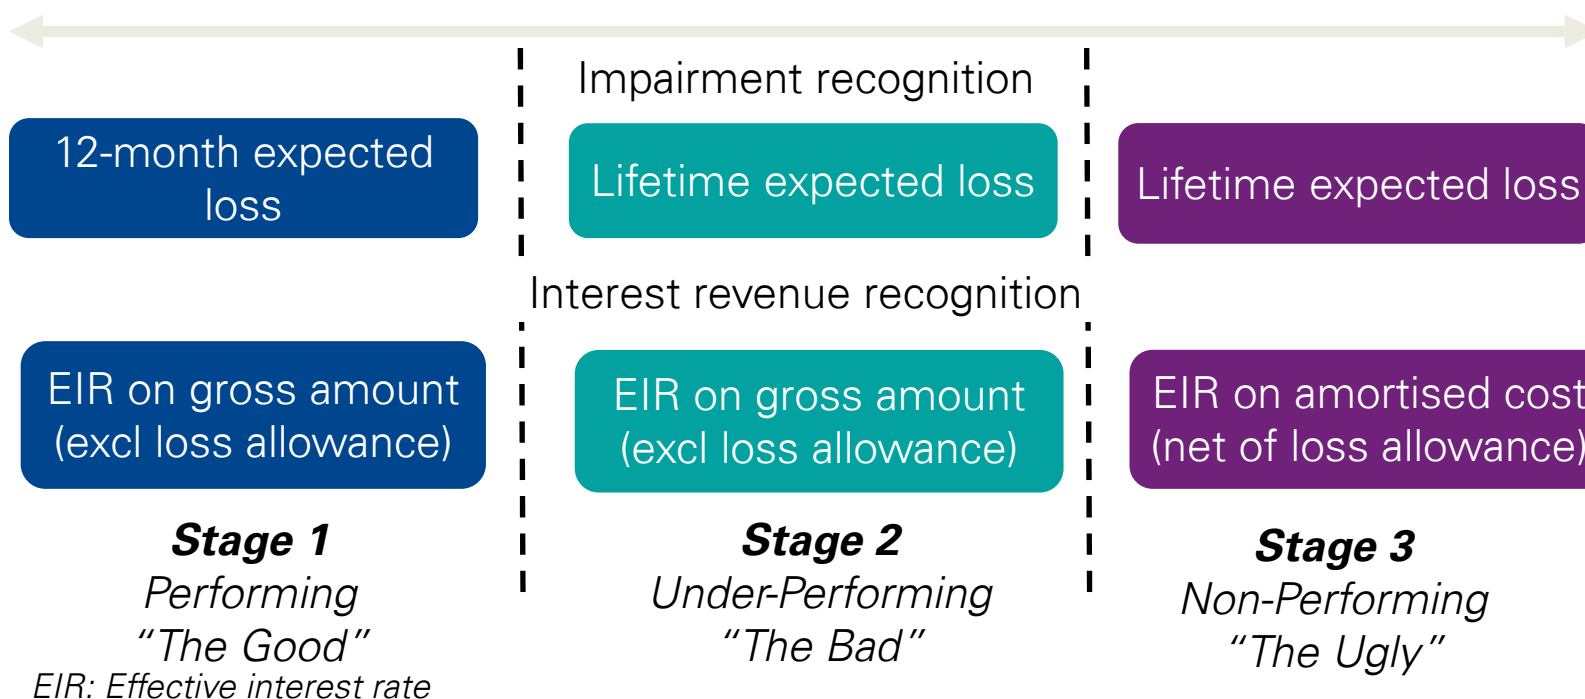 Impairment recognition
12-month expected
loss
Lifetime expected loss
Lifetime expected loss
Interest revenue recognition
EIR on gross amount
(excl loss allowance)
EIR on gross amount
(excl loss allowance)
EIR on amortised cost
(net of loss allowance)
Stage 1
Performing
“The Good”
Stage 2
Under-Performing
“The Bad”
Stage 3
Non-Performing
“The Ugly”
EIR: Effective interest rate